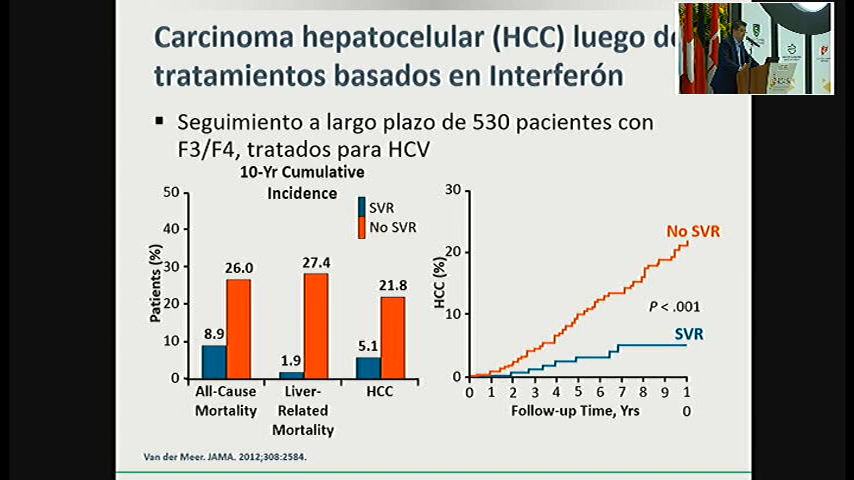 Carcinoma hepatocelular (HCC) luego de
tratamientos basados en Interferón
Seguimiento a largo plazo de 530 pacientes con
F3/F4, tratados para HCV
10-Yr Cumulative
Incidence
Patients (%)
50
40
30
20
10
0
SVR
No SVR
8.9
26.0
1.9
27.4
5.1
21.8
All-Cause
Mortality
Liver-
Related
Mortality
HCC
HCC (%)
30
20
10
0
No SVR
P < .001
SVR
0 1 2 3 4 5 6 7 8 9 1
0
Follow-up Time, Yrs
Van der Meer. JAMA. 2012;308:2584.